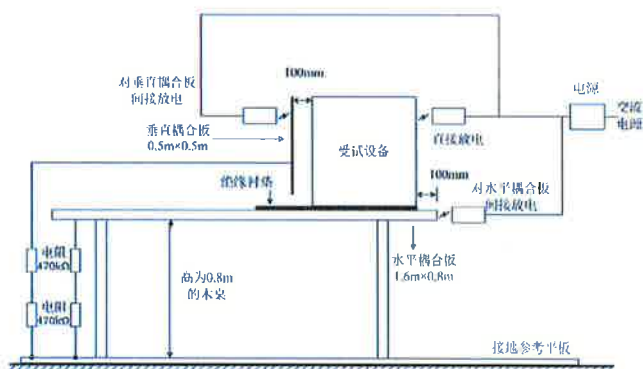 100mm
对垂直耦合板
间接放电
电源
交流
电源
垂直耦合板
0.5m×0.5m
受试设备
直接放电
100mm
绝缘衬垫
对水平耦合板
间接放电
电阻
470kΩ
电阻
470kΩ
高为0.8m
的木桌
水平耦合板
1.6m×0.8m
接地参考平板